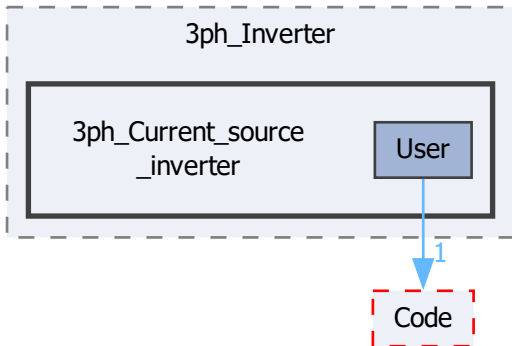 3ph_Inverter
3ph_Current_source
_inverter
User
1
Code